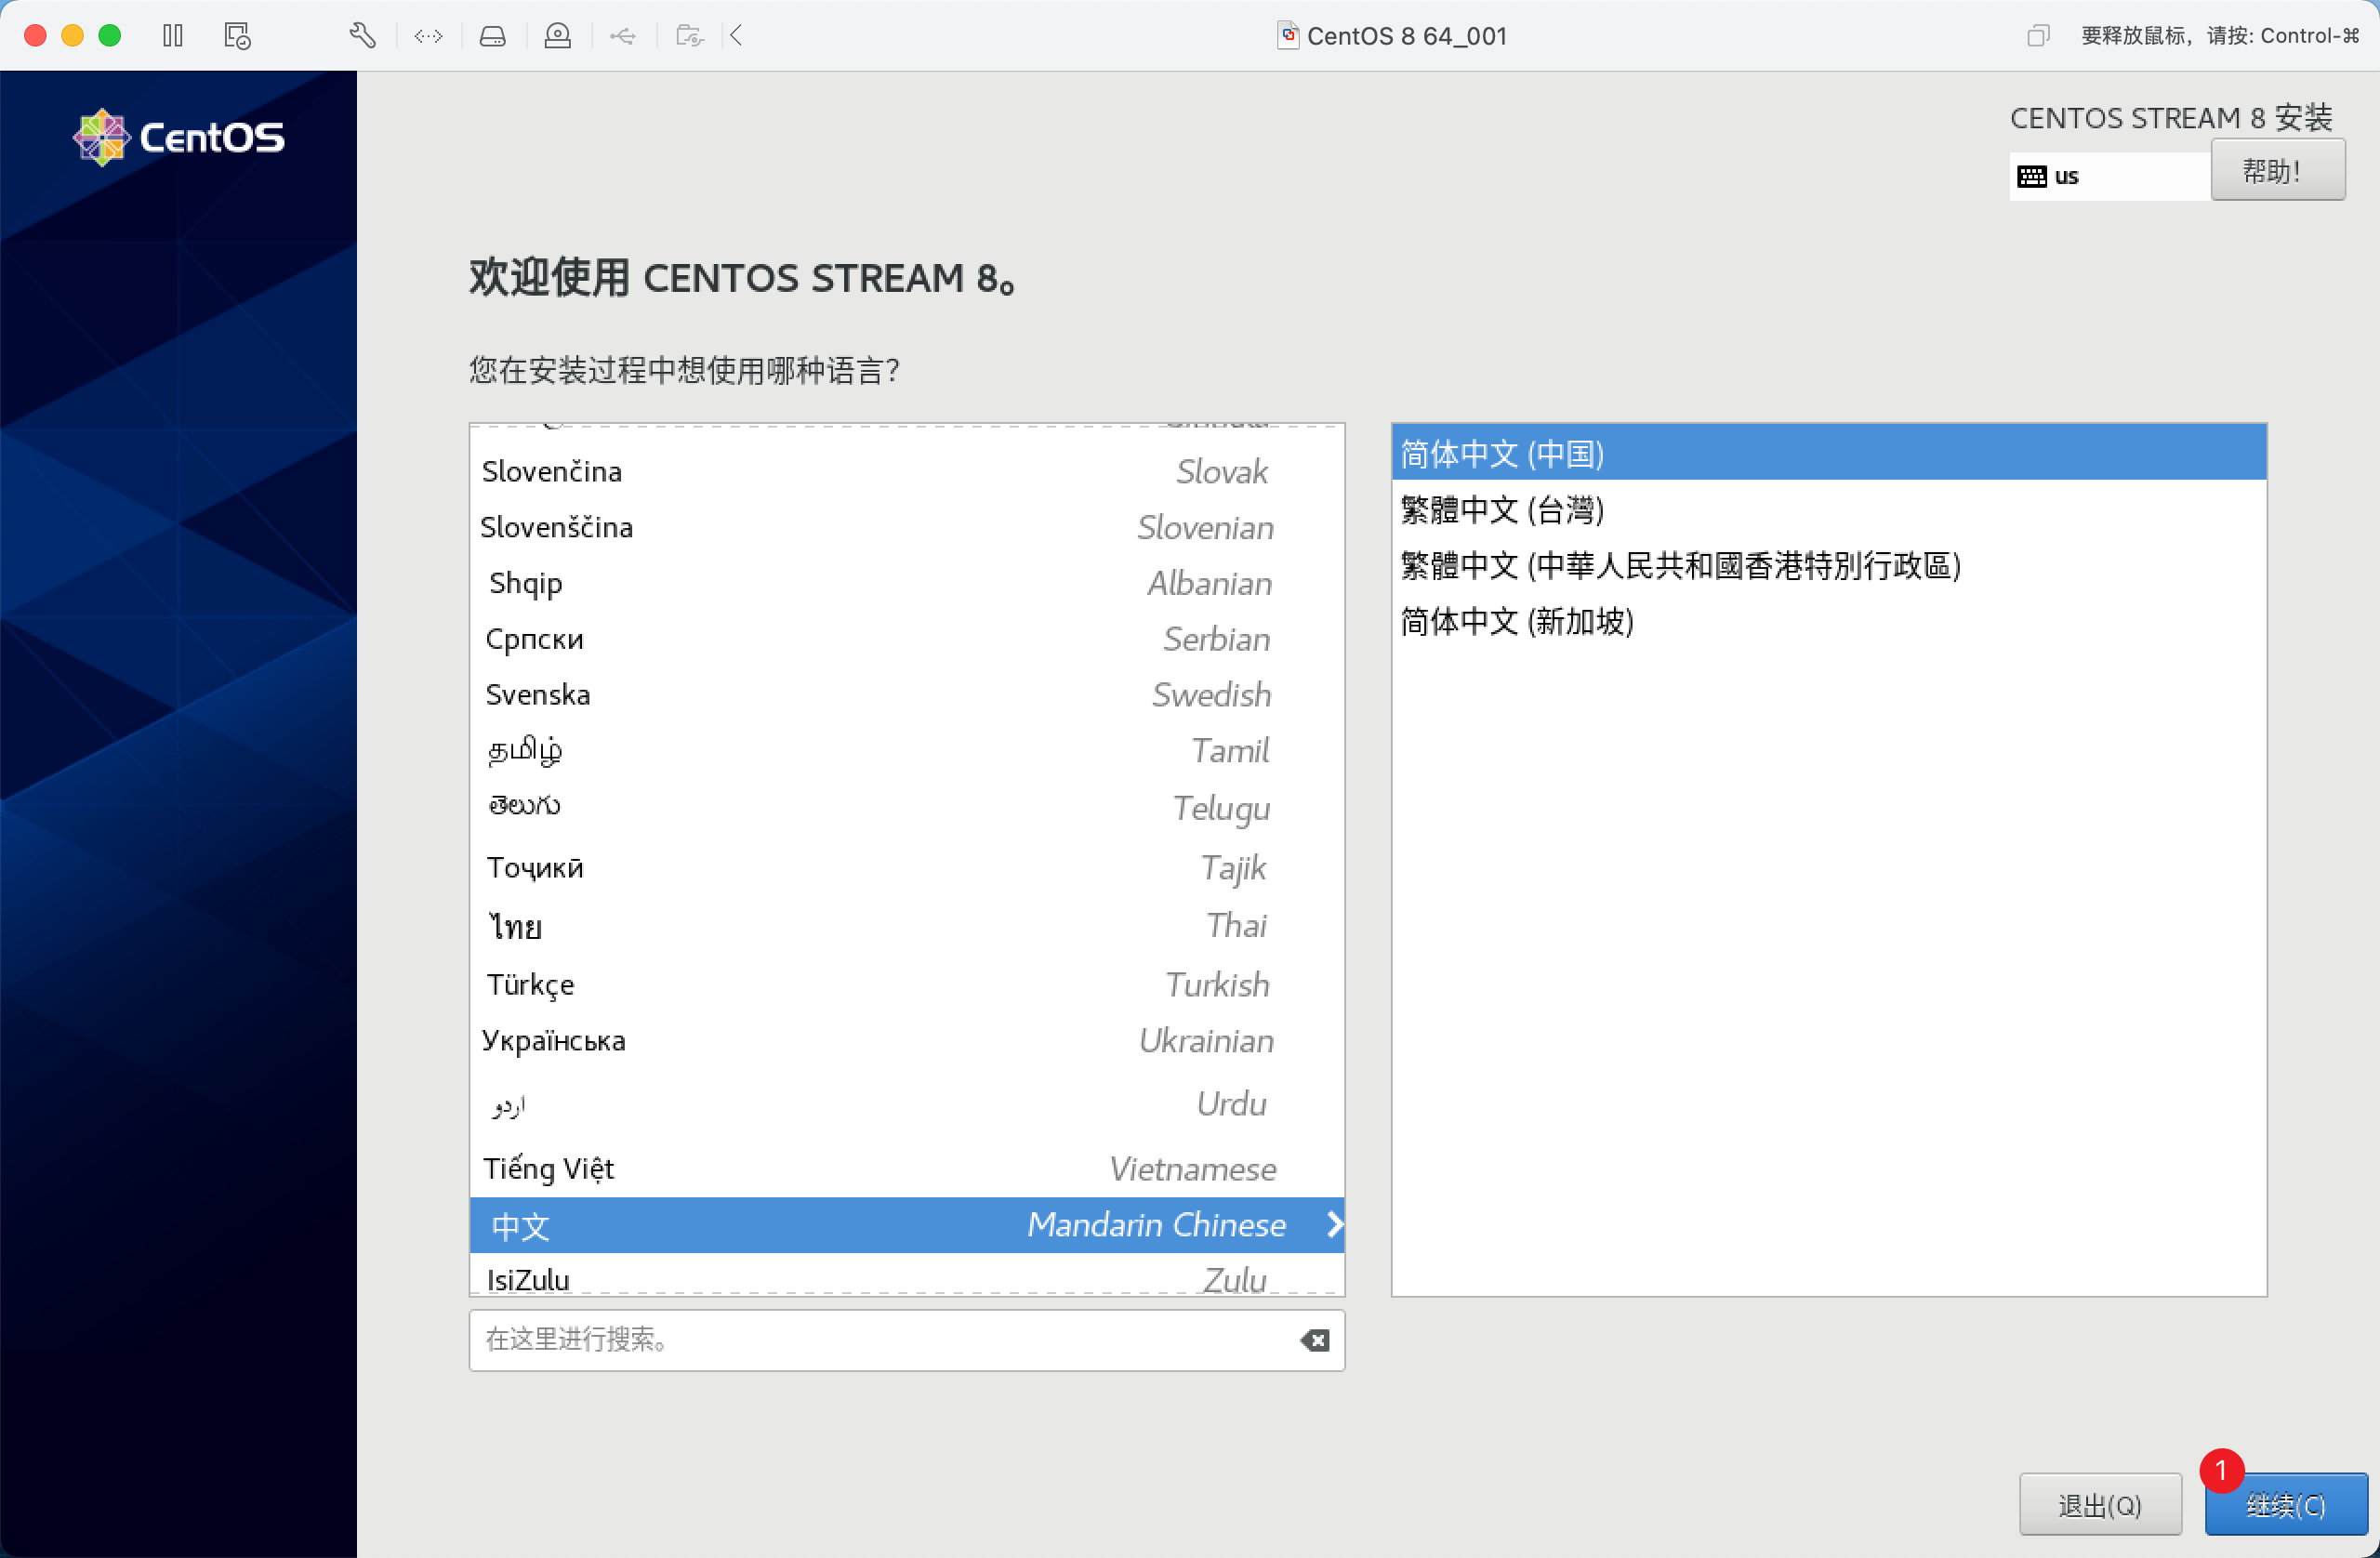 CentOS 8 64_001
要释放鼠标，请按: Control-⌘
CentOS
CENTOS STREAM 8 安装
us
帮助!
欢迎使用 CENTOS STREAM 8。
您在安装过程中想使用哪种语言？
Slovenčina Slovak
Slovenščina Slovenian
Shqip Albanian
Српски Serbian
Svenska Swedish
தமிழ் Tamil
తెలుగు Telugu
Тоҷикӣ Tajik
ไทย Thai
Türkçe Turkish
Українська Ukrainian
اردو Urdu
Tiếng Việt Vietnamese
中文 Mandarin Chinese
IsiZulu Zulu
简体中文 (中国)
繁體中文 (台灣)
繁體中文 (中華人民共和國香港特別行政區)
简体中文 (新加坡)
在这里进行搜索。
1
退出(Q)
继续(C)